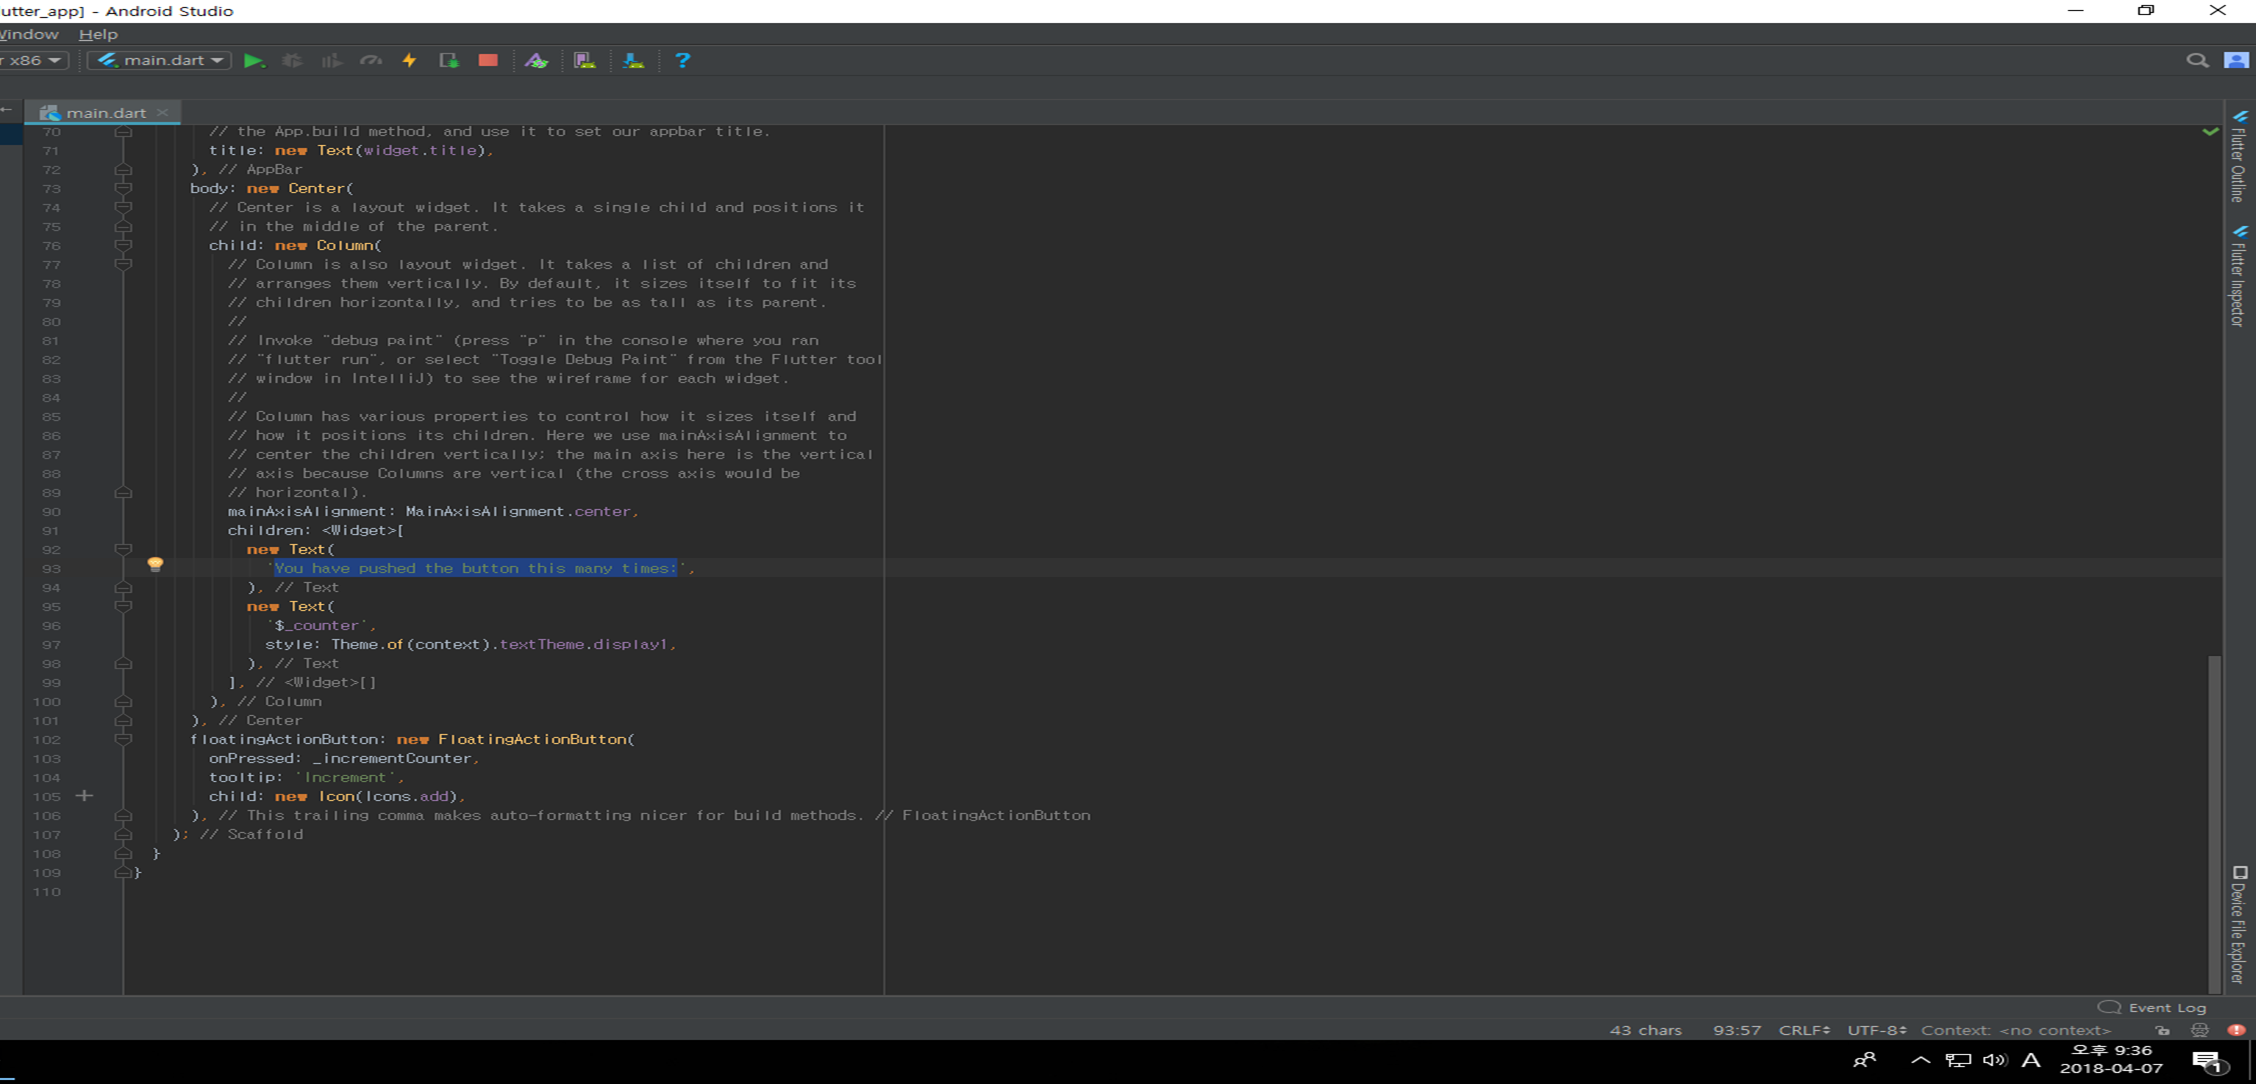 utter_app] - Android Studio
Window Help
r x86 main.dart
main.dart
70 // the App.build method, and use it to set our appbar title.
71 title: new Text(widget.title),
72 ), // AppBar
73 body: new Center(
74 // Center is a layout widget. It takes a single child and positions it
75 // in the middle of the parent.
76 child: new Column(
77 // Column is also layout widget. It takes a list of children and
78 // arranges them vertically. By default, it sizes itself to fit its
79 // children horizontally, and tries to be as tall as its parent.
80 //
81 // Invoke "debug paint" (press "p" in the console where you ran
82 // "flutter run", or select "Toggle Debug Paint" from the Flutter tool
83 // window in IntelliJ) to see the wireframe for each widget.
84 //
85 // Column has various properties to control how it sizes itself and
86 // how it positions its children. Here we use mainAxisAlignment to
87 // center the children vertically; the main axis here is the vertical
88 // axis because Columns are vertical (the cross axis would be
89 // horizontal).
90 mainAxisAlignment: MainAxisAlignment.center,
91 children: <Widget>[
92 new Text(
93 'You have pushed the button this many times:',
94 ), // Text
95 new Text(
96 '$_counter',
97 style: Theme.of(context).textTheme.display1,
98 ), // Text
99 ], // <Widget>[]
100 ), // Column
101 ), // Center
102 floatingActionButton: new FloatingActionButton(
103 onPressed: _incrementCounter,
104 tooltip: 'Increment',
105 child: new Icon(Icons.add),
106 ), // This trailing comma makes auto-formatting nicer for build methods. // FloatingActionButton
107 ); // Scaffold
108 }
109 }
110
Flutter Outline
Flutter Inspector
Device File Explorer
Event Log
43 chars 93:57 CRLF UTF-8 Context: <no context>
A 오후 9:36
2018-04-07
1